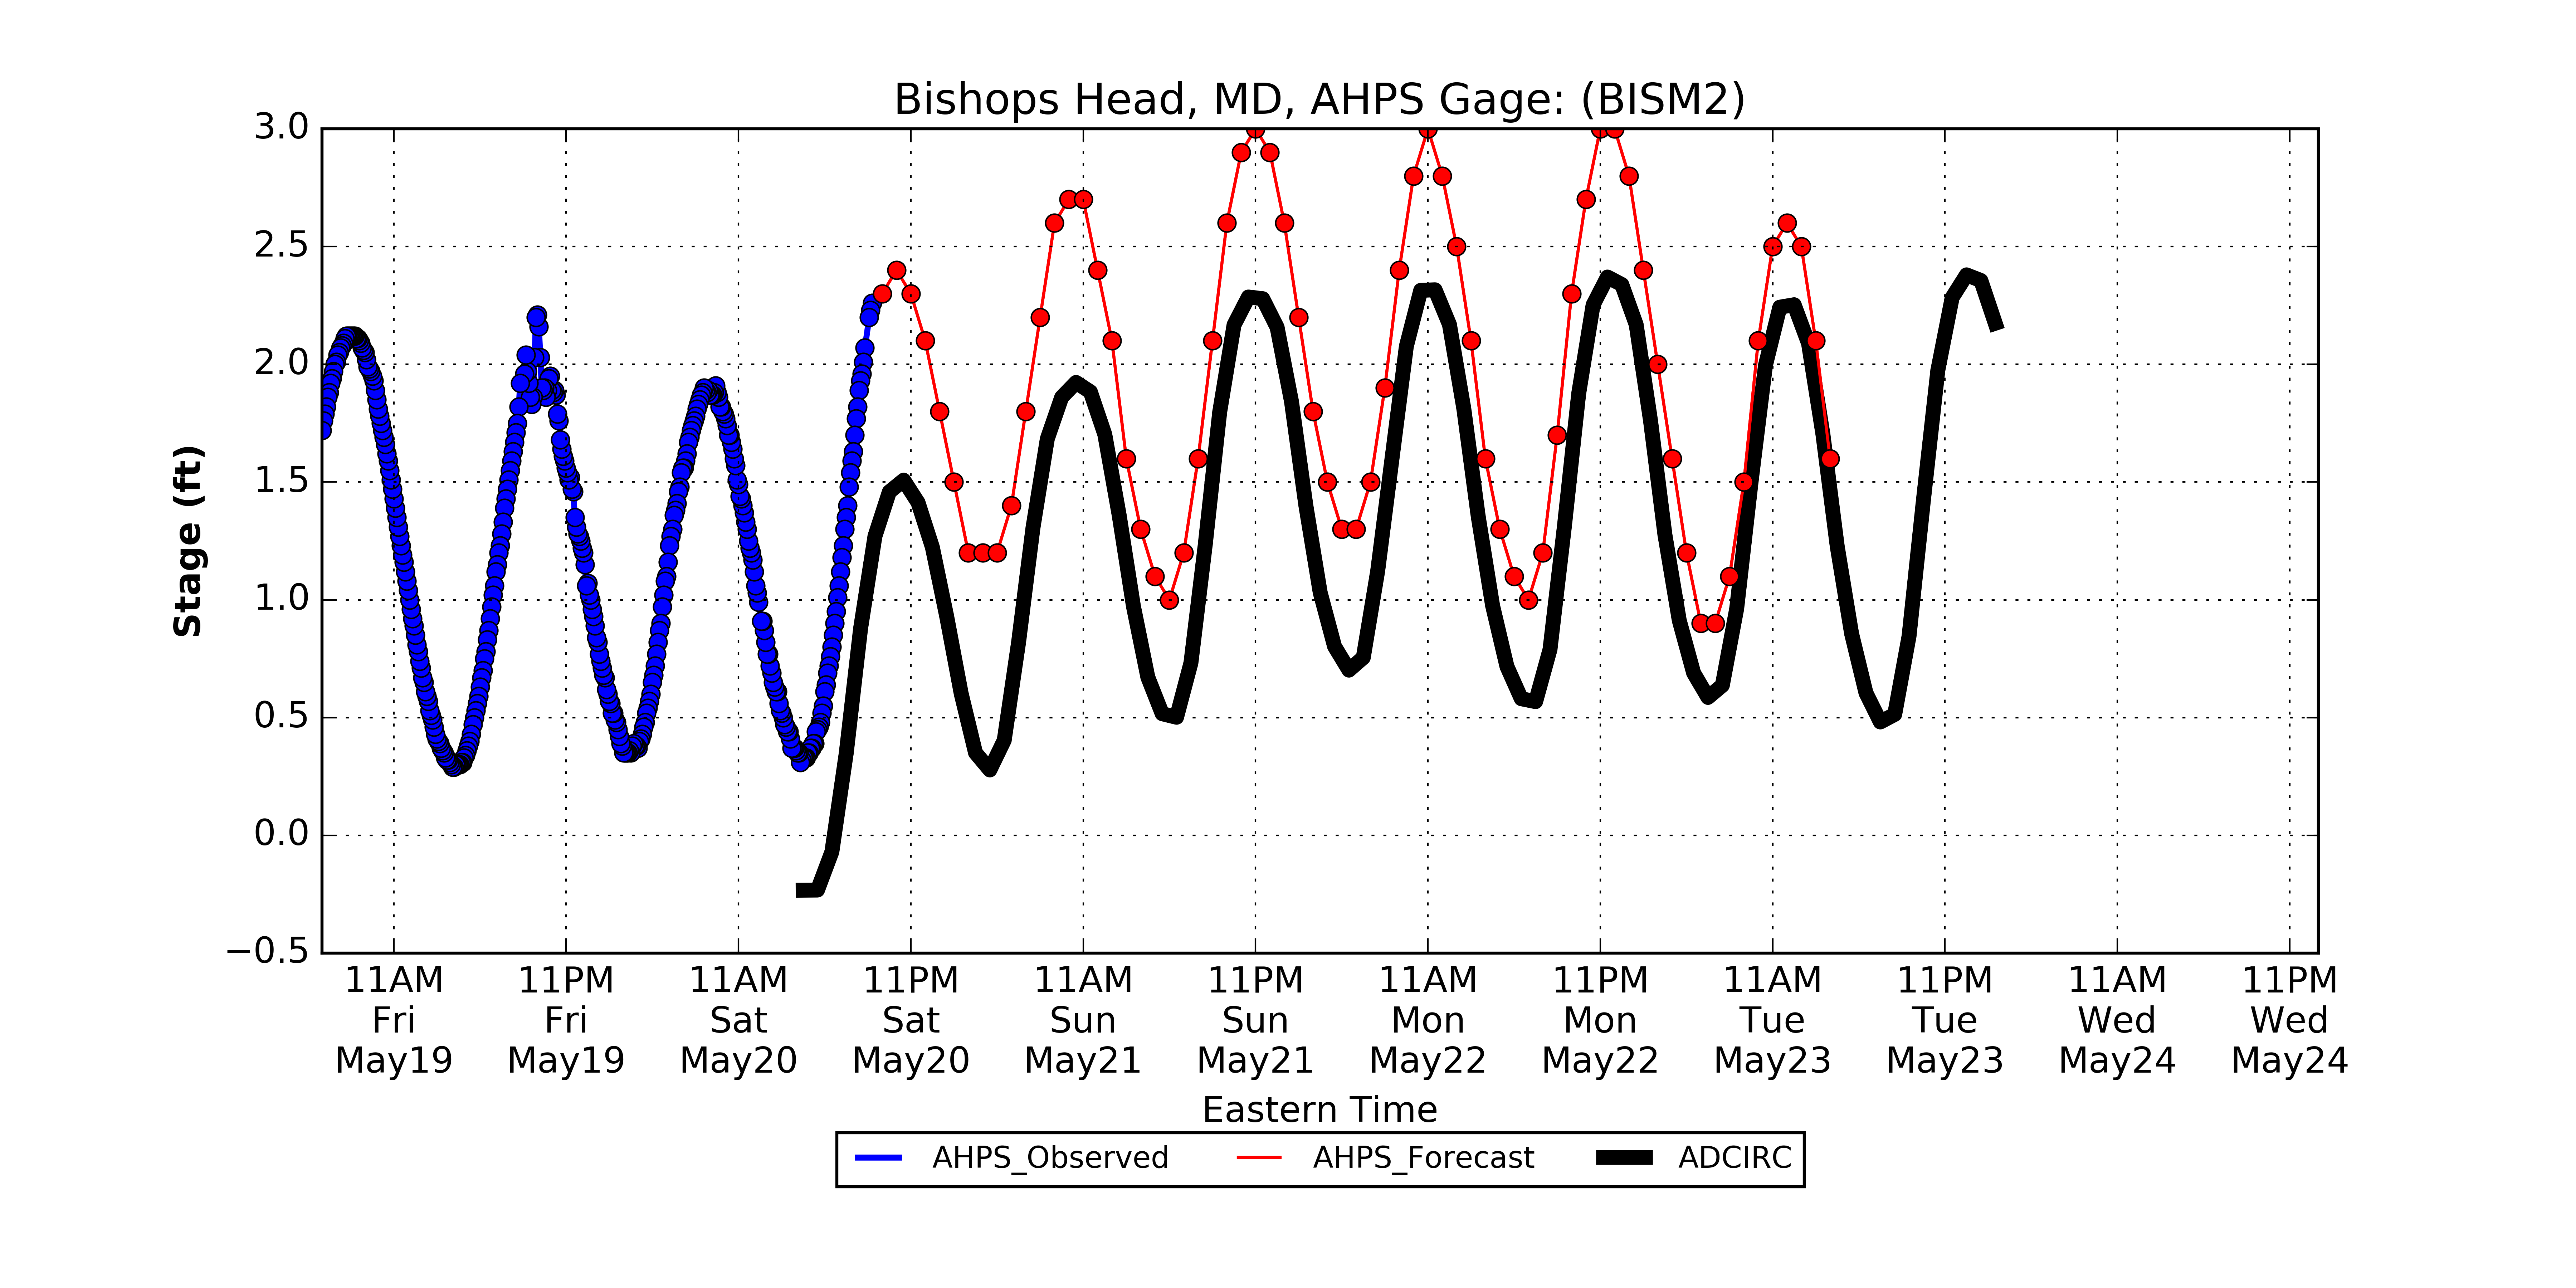 Bishops Head, MD, AHPS Gage: (BISM2)
3.0
2.5
2.0
1.5
1.0
0.5
0.0
−0.5
Stage (ft)
11AM 11PM 11AM 11PM 11AM 11PM 11AM 11PM 11AM 11PM 11AM 11PM
Fri Fri Sat Sat Sun Sun Mon Mon Tue Tue Wed Wed
May19 May19 May20 May20 May21 May21 May22 May22 May23 May23 May24 May24
Eastern Time
AHPS_Observed AHPS_Forecast ADCIRC